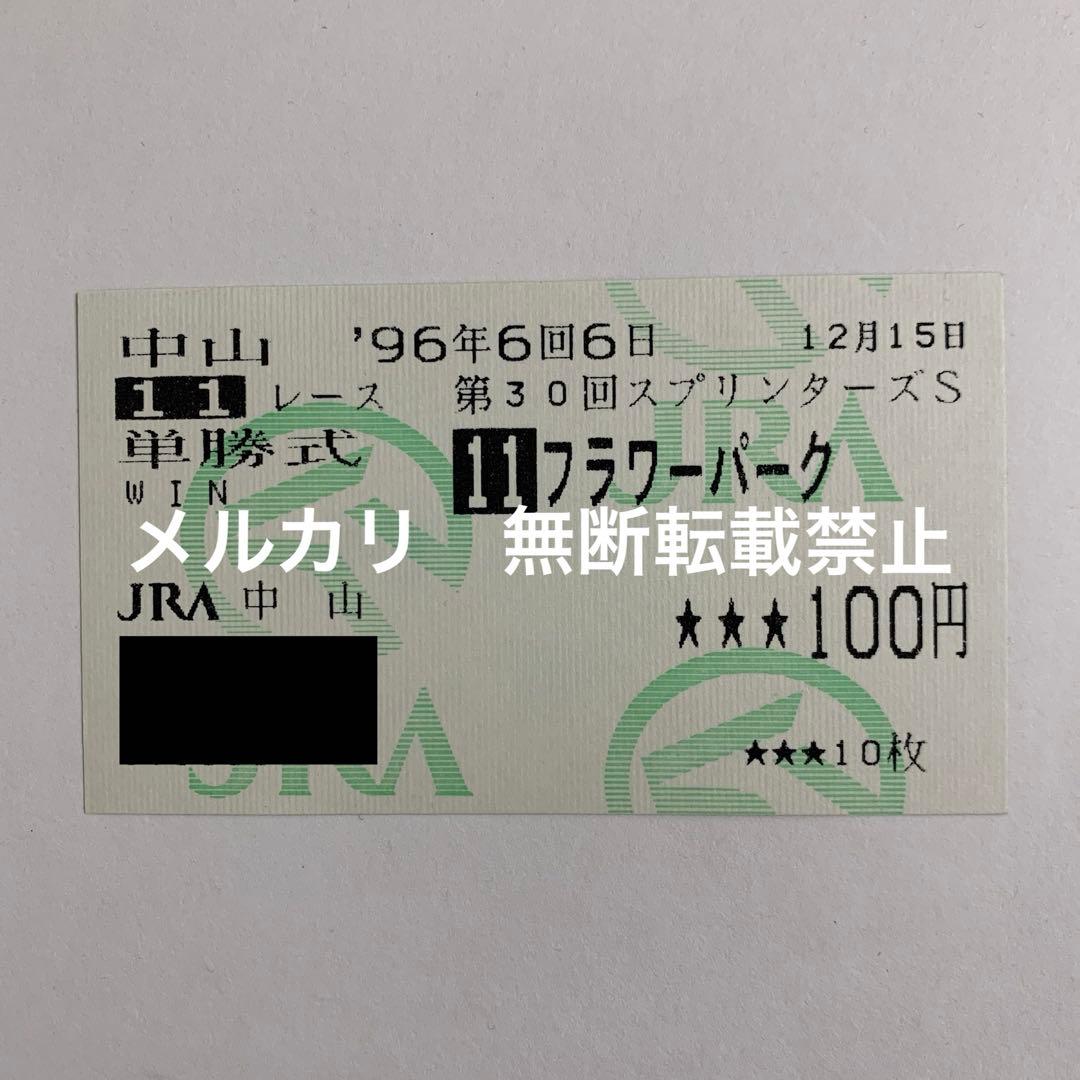 中山 '96年6回6日 12月15日
11 レース 第30回スプリンターズS
単勝式 11 フラワーパーク
WIN
メルカリ 無断転載禁止
JRA 中 山 ★★★100円
★★★10枚
JRA
JRA